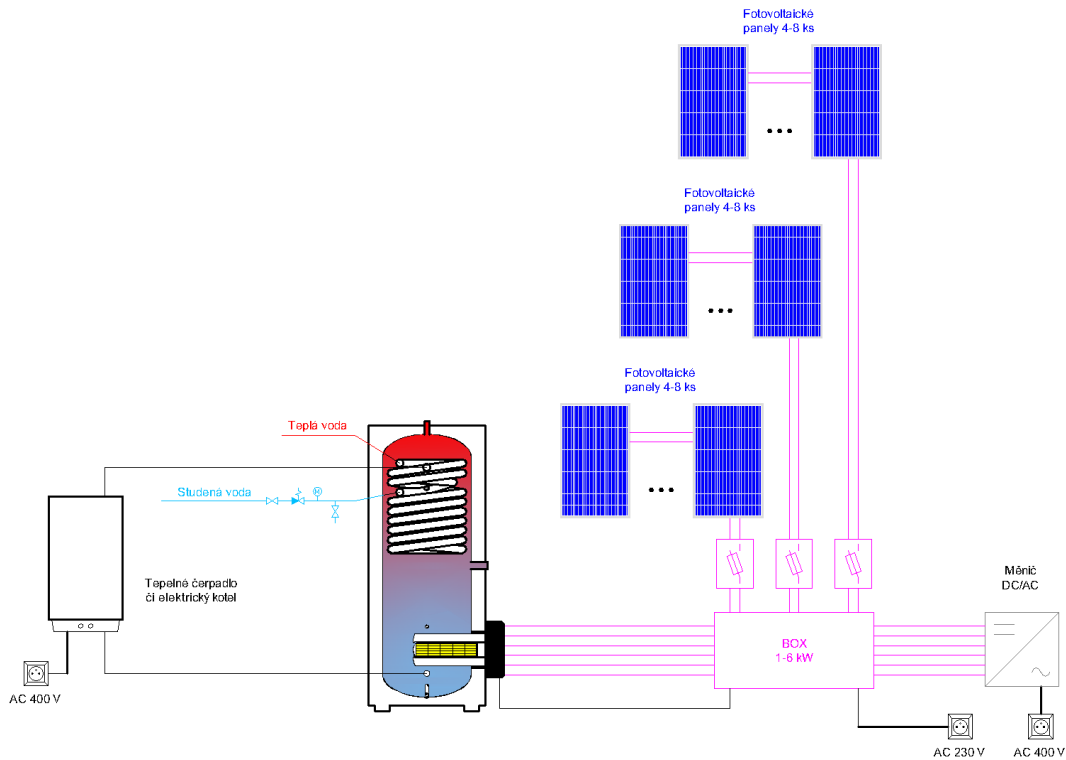 Fotovoltaické
panely 4-8 ks
Fotovoltaické
panely 4-8 ks
Fotovoltaické
panely 4-8 ks
Teplá voda
Studená voda
M
Tepelné čerpadlo
či elektrický kotel
Měnič
DC/AC
BOX
1-6 kW
AC 400 V
AC 230 V
AC 400 V